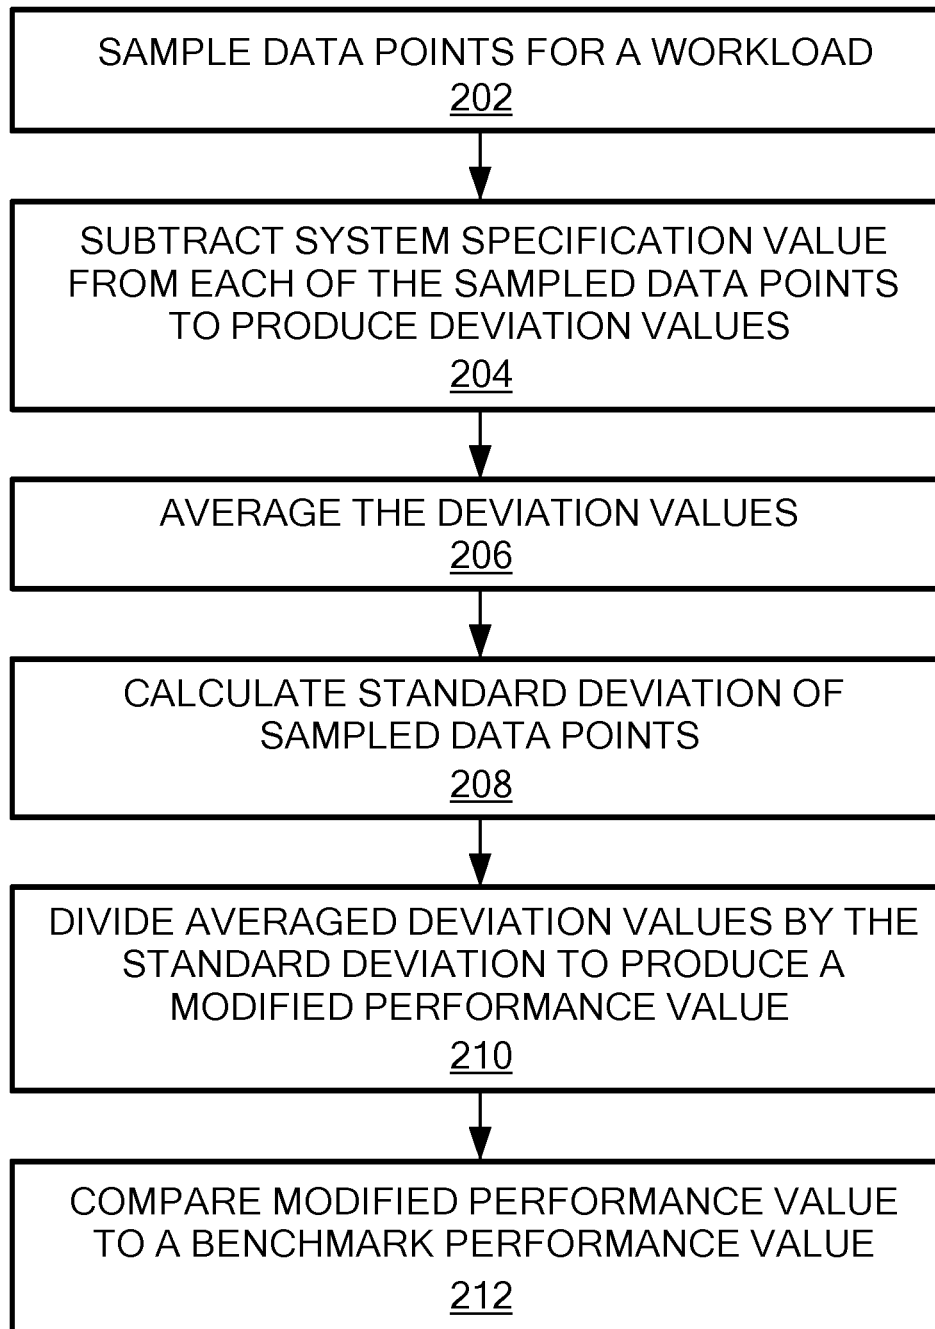 SAMPLE DATA POINTS FOR A WORKLOAD
202
SUBTRACT SYSTEM SPECIFICATION VALUE
FROM EACH OF THE SAMPLED DATA POINTS
TO PRODUCE DEVIATION VALUES
204
AVERAGE THE DEVIATION VALUES
206
CALCULATE STANDARD DEVIATION OF
SAMPLED DATA POINTS
208
DIVIDE AVERAGED DEVIATION VALUES BY THE
STANDARD DEVIATION TO PRODUCE A
MODIFIED PERFORMANCE VALUE
210
COMPARE MODIFIED PERFORMANCE VALUE
TO A BENCHMARK PERFORMANCE VALUE
212